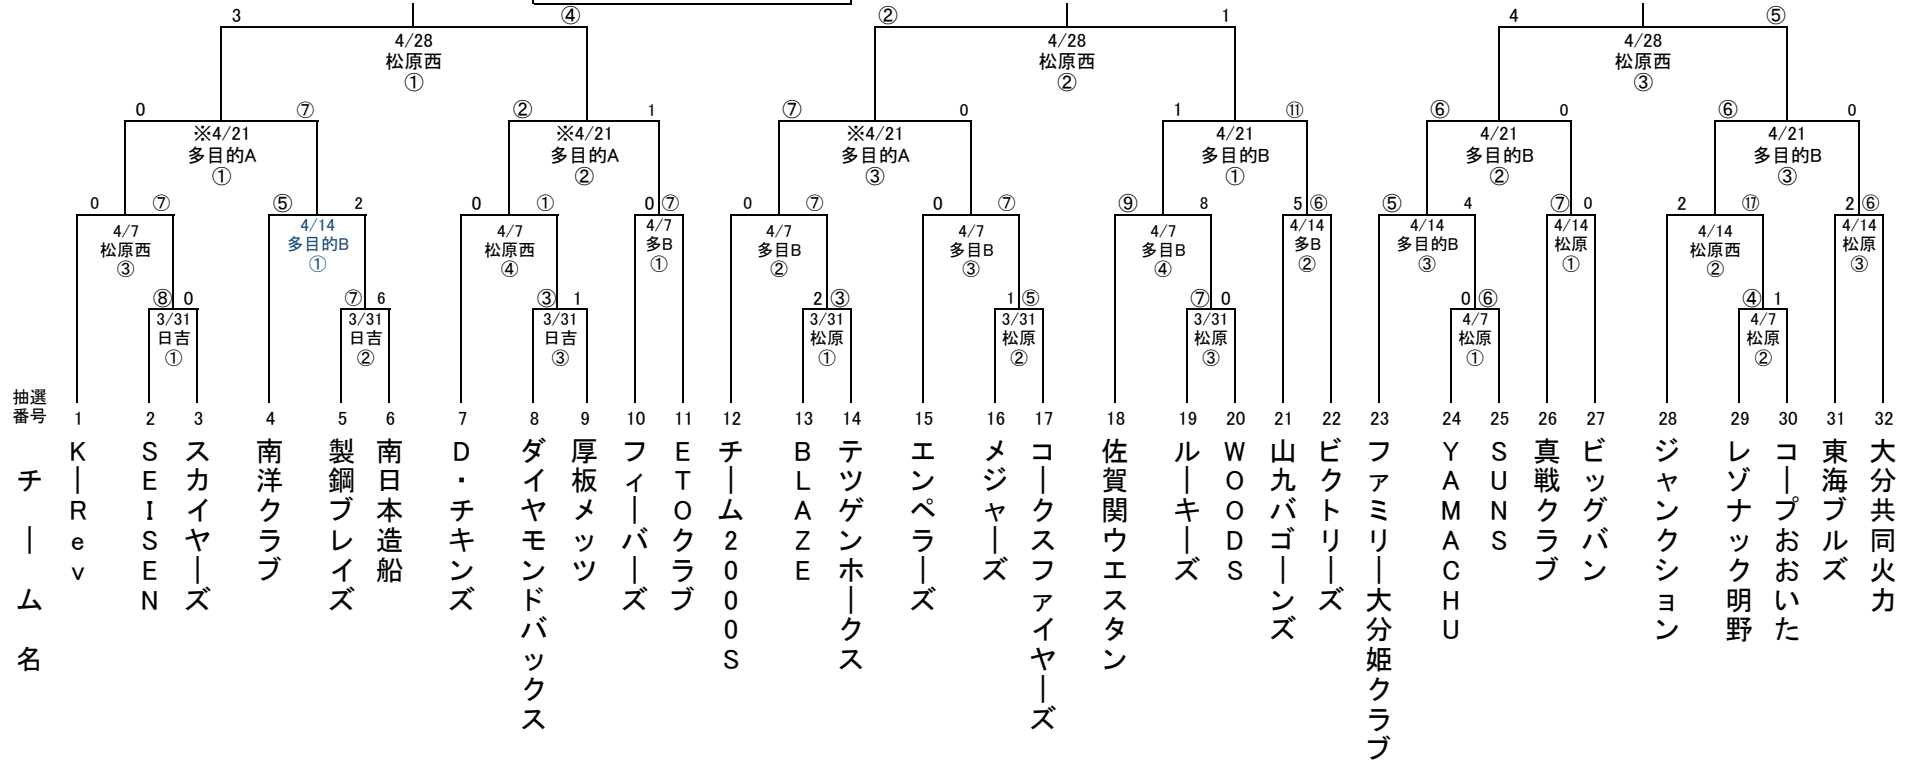 3 ④ ② 1 4 ⑤
4/28 4/28 4/28
松原西 松原西 松原西
① ② ③
0 ⑦ ② 1 ⑦ 0 1 ⑪ ⑥ 0 ⑥ 0
※4/21 ※4/21 ※4/21 4/21 4/21 4/21
多目的A 多目的A 多目的A 多目的B 多目的B 多目的B
① ② ③ ① ② ③
0 ⑦ ⑤ 2 0 ① 0 ⑦ 0 ⑦ 0 ⑦ ⑨ 8 5 ⑥ ⑤ 4 ⑦ 0 2 ⑰ 2 ⑥
4/7 4/14 4/7 4/7 4/7 4/7 4/7 4/14 4/14 4/14 4/14 4/14
松原西 多目的B 松原西 多B 多目B 多目B 多目B 多B 多目的B 松原 松原西 松原
③ ① ④ ① ② ③ ④ ② ③ ① ② ③
⑧ 0 ⑦ 6 ③ 1 2 ③ 1 ⑤ ⑦ 0 0 ⑥ ④ 1
3/31 3/31 3/31 3/31 3/31 3/31 4/7 4/7
日吉 日吉 日吉 松原 松原 松原 松原 松原
① ② ③ ① ② ③ ① ②
抽選
番号 1 2 3 4 5 6 7 8 9 10 11 12 13 14 15 16 17 18 19 20 21 22 23 24 25 26 27 28 29 30 31 32
チーム名
K－Rev
SEISEN
スカイヤーズ
南洋クラブ
製鋼ブレイズ
南日本造船
D・チキンズ
ダイヤモンドバックス
厚板メッツ
フィーバーズ
ETOクラブ
チーム2000S
BLAZE
テツゲンホークス
エンペラーズ
メジャーズ
コークスファイヤーズ
佐賀関ウエスタン
ルーキーズ
WOODS
山九バゴーンズ
ビクトリーズ
ファミリー大分姫クラブ
YAMACHU
SUNS
真戦クラブ
ビッグバン
ジャンクション
レゾナック明野
コープおおいた
東海ブルズ
大分共同火力